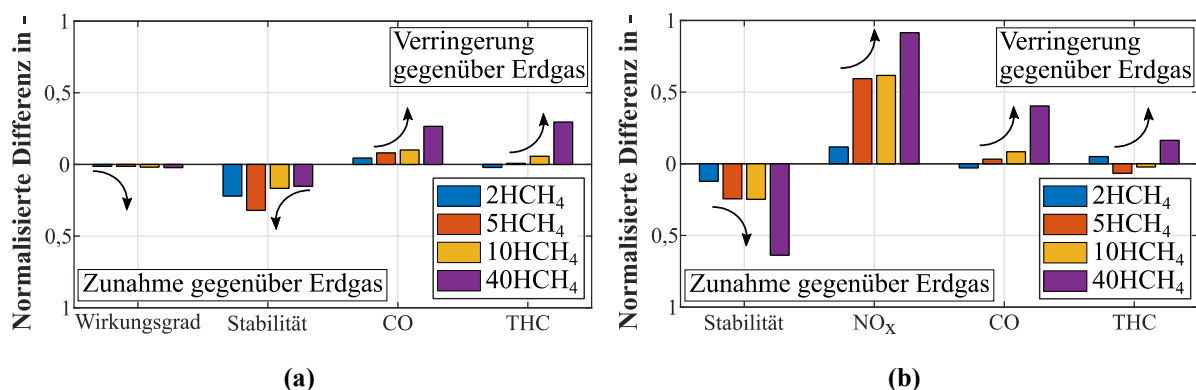 Normalisierte Differenz in -
1
0,5
0
0,5
1
Verringerung
gegenüber Erdgas
Zunahme gegenüber Erdgas
2HCH4
5HCH4
10HCH4
40HCH4
Wirkungsgrad
Stabilität
CO
THC
(a)
Normalisierte Differenz in -
1
0,5
0
0,5
1
Verringerung
gegenüber Erdgas
Zunahme gegenüber Erdgas
2HCH4
5HCH4
10HCH4
40HCH4
Stabilität
NOX
CO
THC
(b)